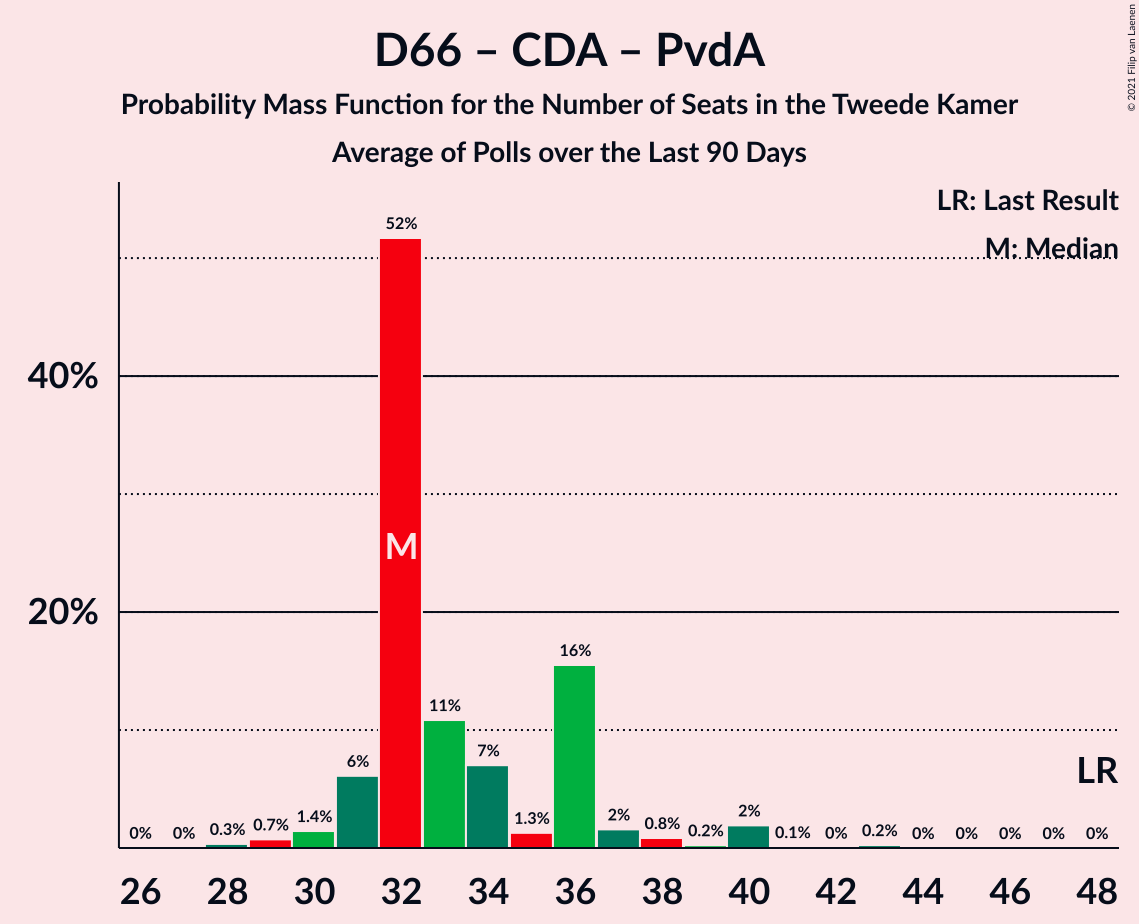 D66 – CDA – PvdA
Probability Mass Function for the Number of Seats in the Tweede Kamer
Average of Polls over the Last 90 Days
© 2021 Filip van Laenen
LR: Last Result
M: Median
40%
20%
0% 0% 0.3% 0.7% 1.4% 6% 52% 11% 7% 1.3% 16% 2% 0.8% 0.2% 2% 0.1% 0% 0.2% 0% 0% 0% 0% 0%
M
LR
26 28 30 32 34 36 38 40 42 44 46 48